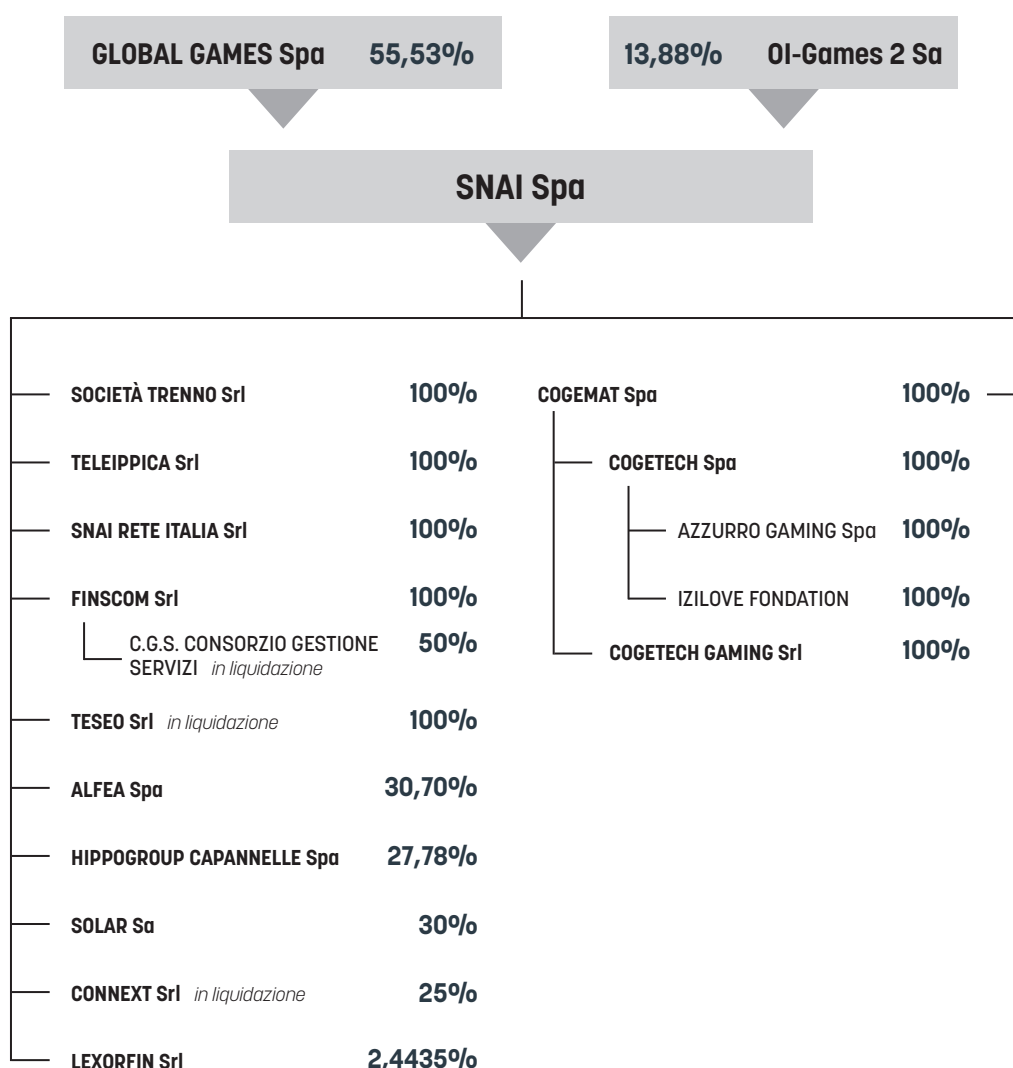 GLOBAL GAMES Spa 55,53%
13,88% OI-Games 2 Sa
SNAI Spa
SOCIETÀ TRENNO Srl 100%
TELEIPPICA Srl 100%
SNAI RETE ITALIA Srl 100%
FINSCOM Srl 100%
C.G.S. CONSORZIO GESTIONE 50%
SERVIZI in liquidazione
TESEO Srl in liquidazione 100%
ALFEA Spa 30,70%
HIPPOGROUP CAPANNELLE Spa 27,78%
SOLAR Sa 30%
CONNEXT Srl in liquidazione 25%
LEXORFIN Srl 2,4435%
COGEMAT Spa 100%
COGETECH Spa 100%
AZZURRO GAMING Spa 100%
IZILOVE FONDATION 100%
COGETECH GAMING Srl 100%